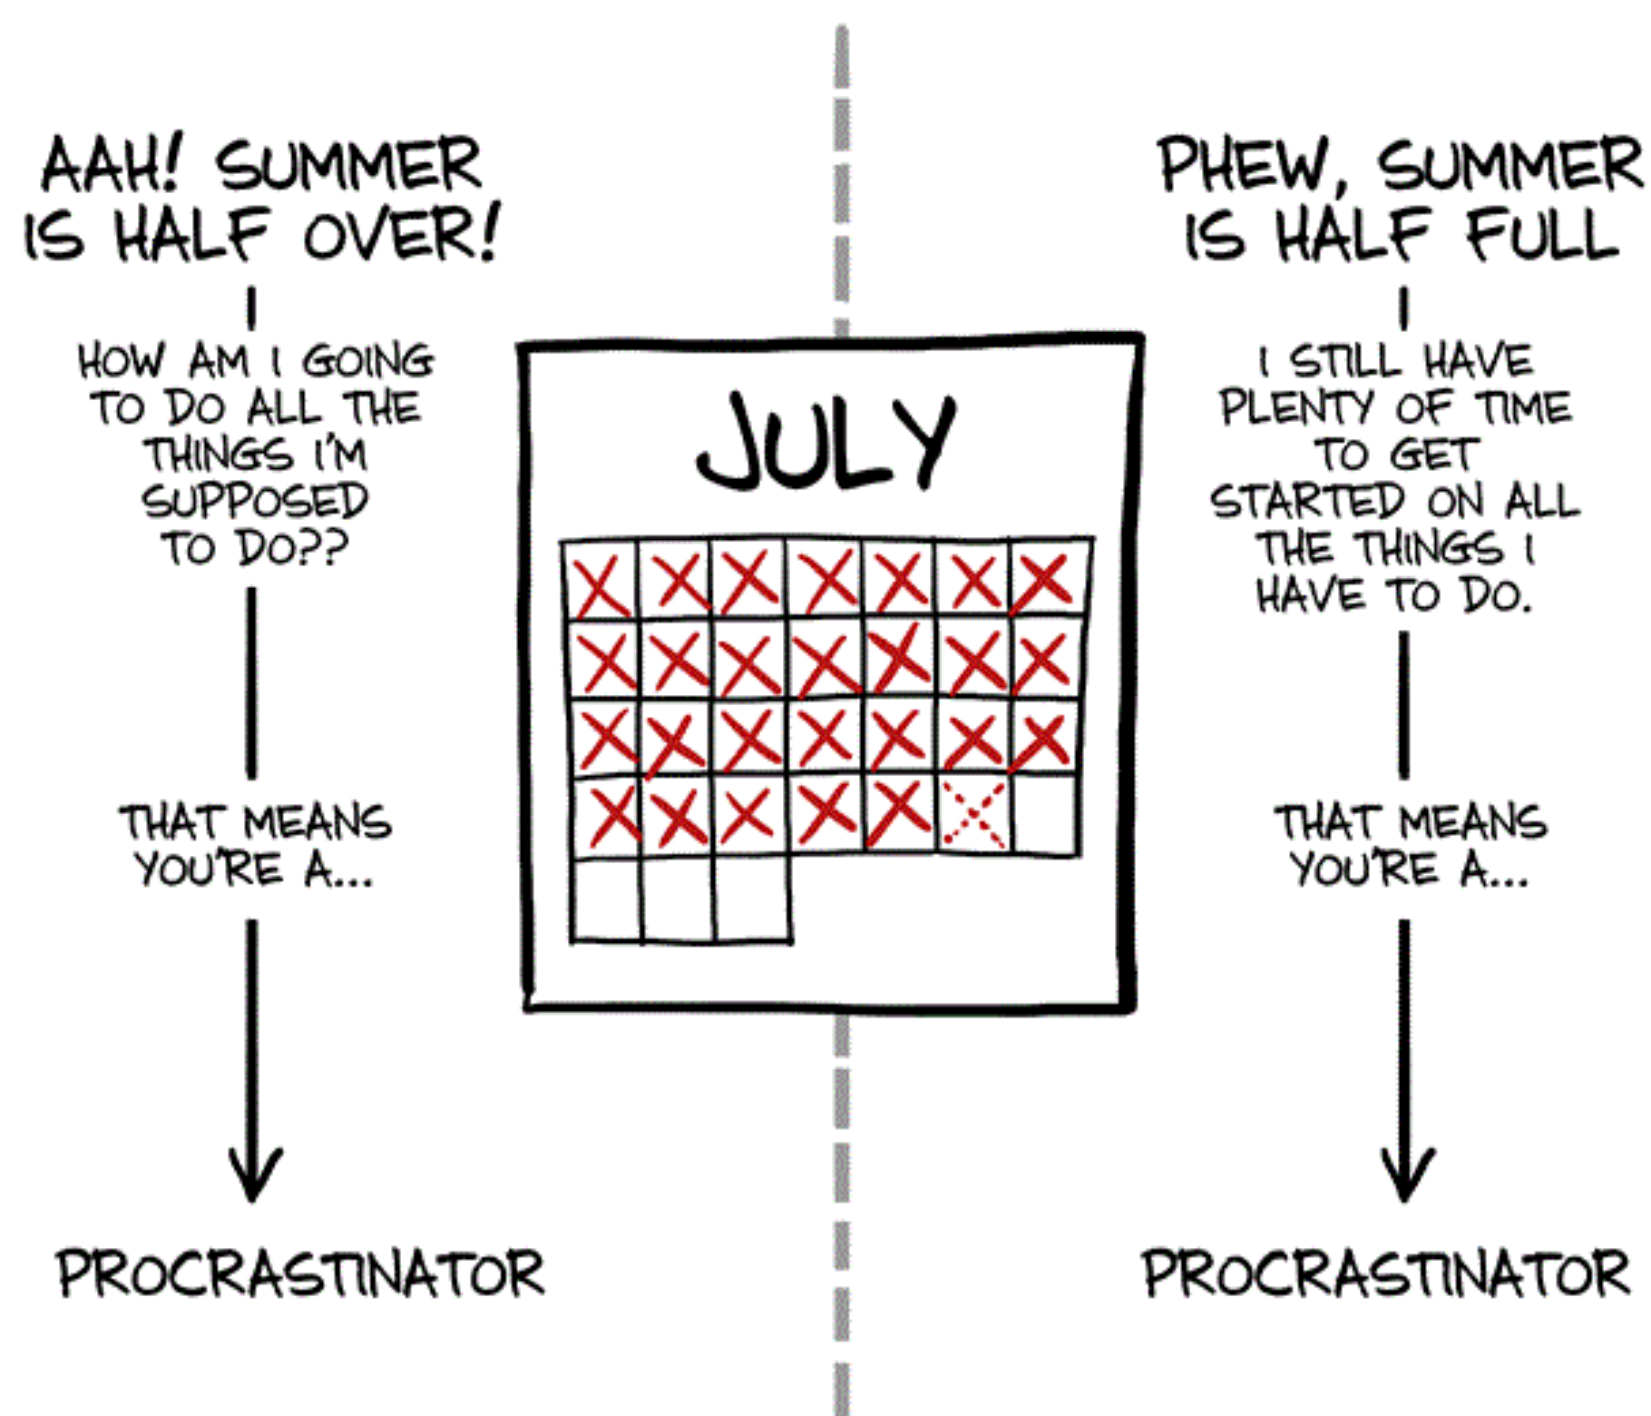 AAH! SUMMER
IS HALF OVER!
HOW AM I GOING
TO DO ALL THE
THINGS I'M
SUPPOSED
TO DO??
THAT MEANS
YOU'RE A...
PROCRASTINATOR
JULY
PHEW, SUMMER
IS HALF FULL
I STILL HAVE
PLENTY OF TIME
TO GET
STARTED ON ALL
THE THINGS I
HAVE TO DO.
THAT MEANS
YOU'RE A...
PROCRASTINATOR